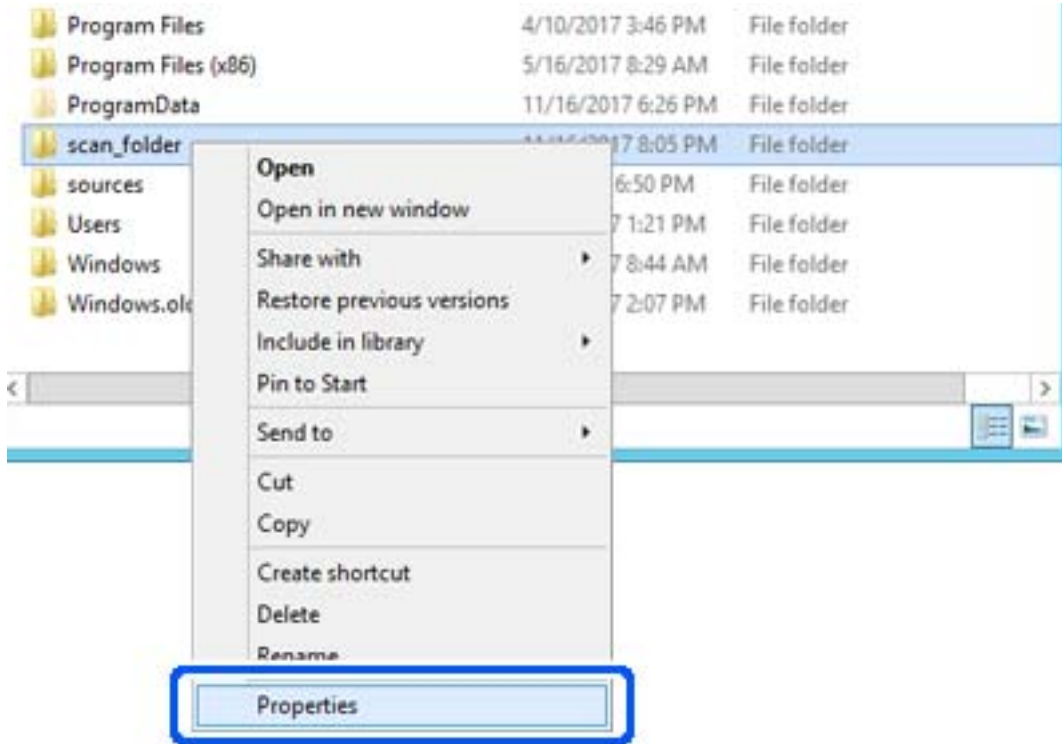 Program Files 4/10/2017 3:46 PM File folder
Program Files (x86) 5/16/2017 8:29 AM File folder
ProgramData 11/16/2017 6:26 PM File folder
scan_folder 17 8:05 PM File folder
sources 6:50 PM File folder
Users 7 1:21 PM File folder
Windows 7 8:44 AM File folder
Windows.old 7 2:07 PM File folder
Open
Open in new window
Share with
Restore previous versions
Include in library
Pin to Start
Send to
Cut
Copy
Create shortcut
Delete
Rename
Properties